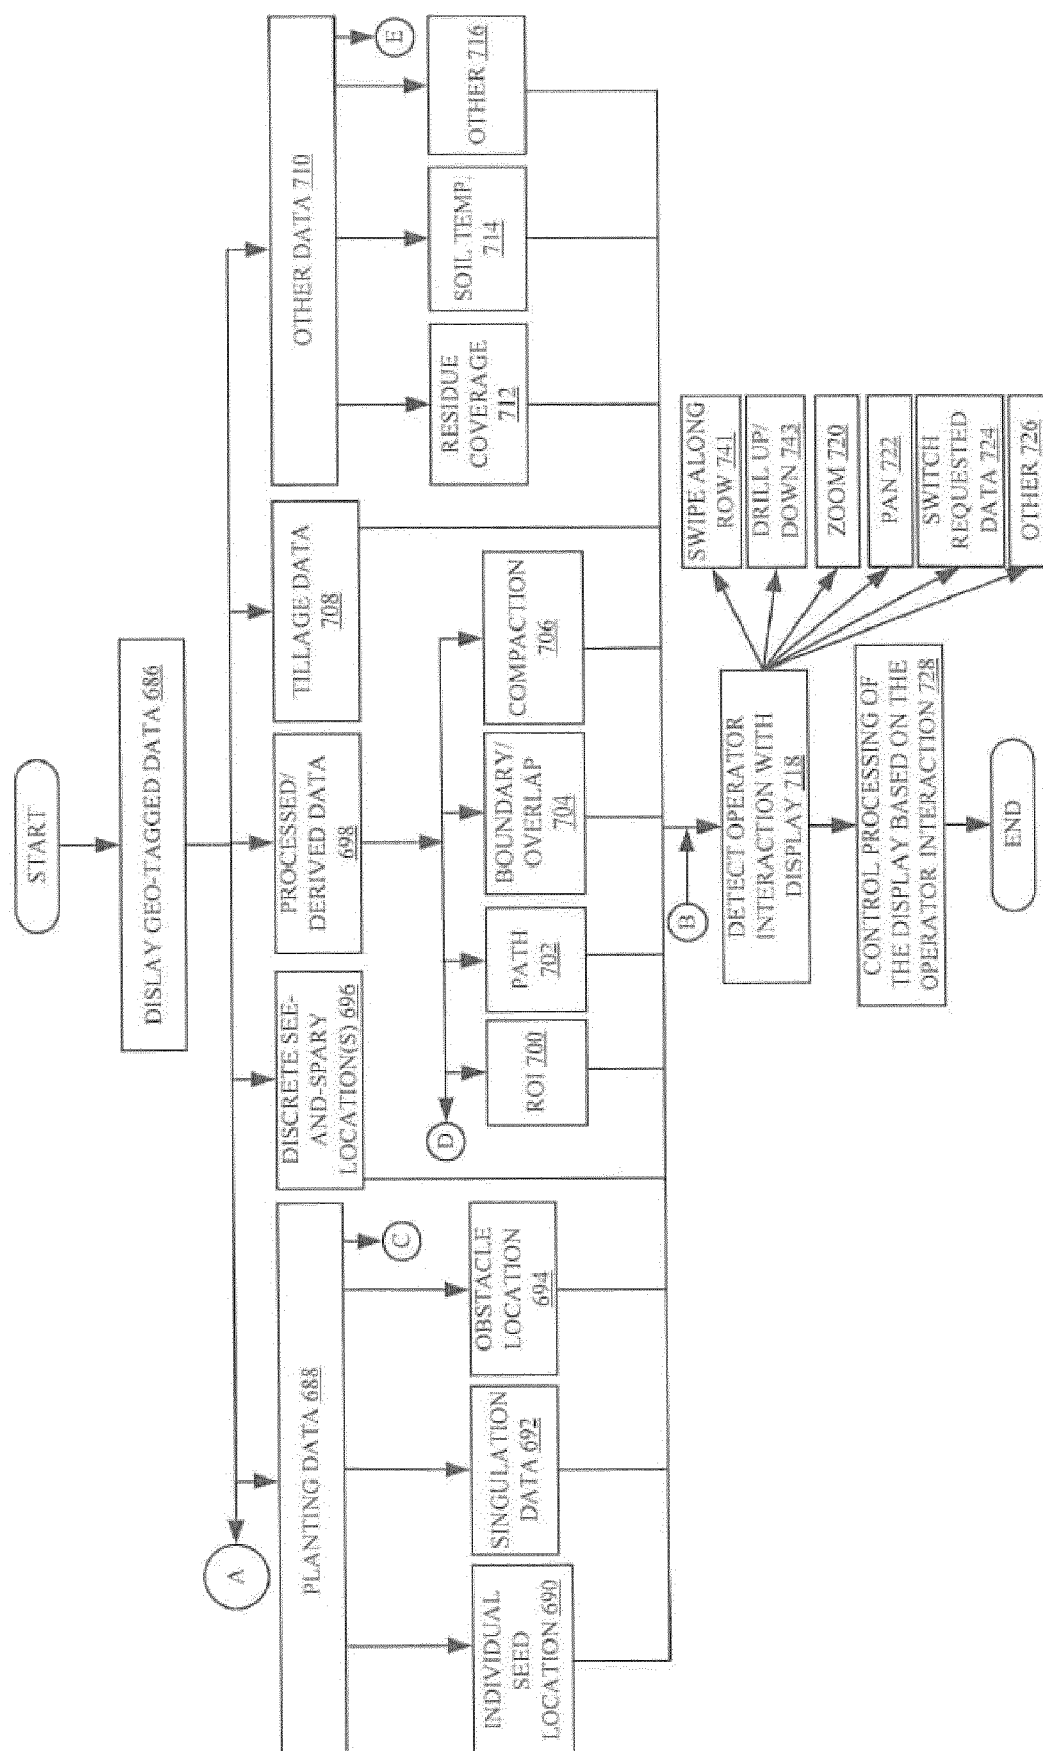 START
DISLAY GEO-TAGGED DATA 686
A
PLANTING DATA 688
DISCRETE SEE-
AND-SPARY
LOCATION(S) 696
PROCESSED/
DERIVED DATA
698
TILLAGE DATA
708
OTHER DATA 710
C
E
INDIVIDUAL
SEED
LOCATION 690
SINGULATION
DATA 692
OBSTACLE
LOCATION
694
D
ROI 700
PATH
702
BOUNDARY/
OVERLAP
704
COMPACTION
706
RESIDUE
COVERAGE
712
SOIL TEMP.
714
OTHER 716
B
DETECT OPERATOR
INTERACTION WITH
DISPLAY 718
SWIPE ALONG
ROW 741
DRILL UP/
DOWN 743
ZOOM 720
PAN 722
SWITCH
REQUESTED
DATA 724
OTHER 726
CONTROL PROCESSING OF
THE DISPLAY BASED ON THE
OPERATOR INTERACTION 728
END